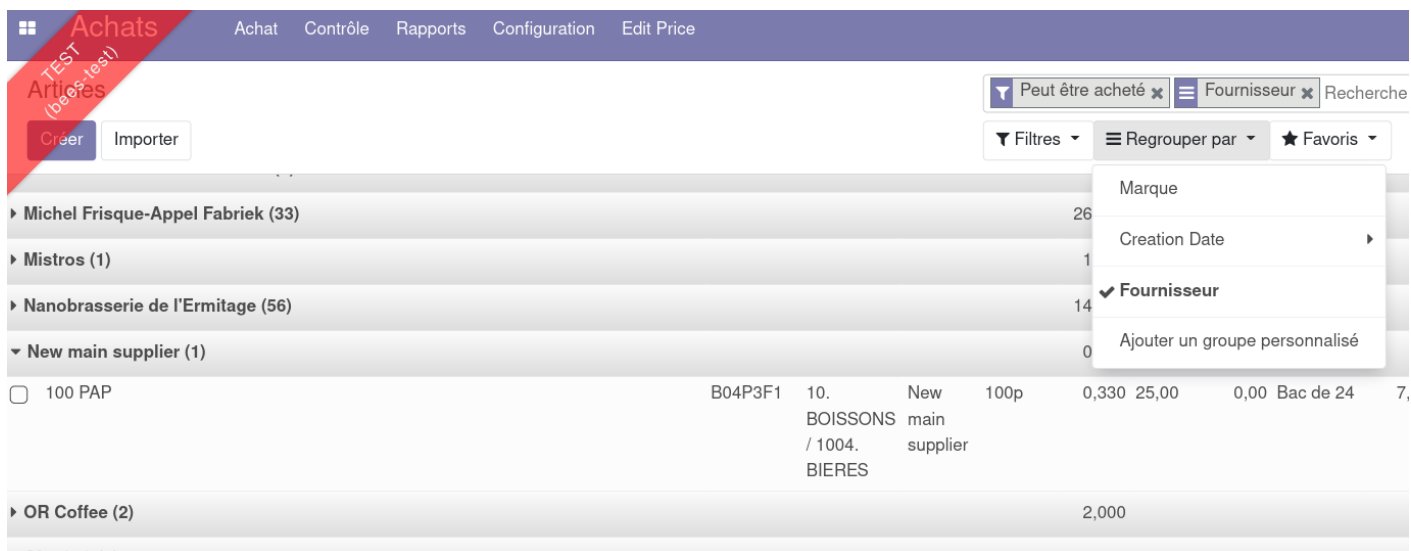 Achats Achat Contrôle Rapports Configuration Edit Price
TEST
(bees-test)
Articles
Peut être acheté Fournisseur Recherche
Créer Importer
Filtres Regrouper par Favoris
Marque
Creation Date
Fournisseur
Ajouter un groupe personnalisé
Michel Frisque-Appel Fabriek (33) 26
Mistros (1) 1
Nanobrasserie de l'Ermitage (56) 14
New main supplier (1) 0
100 PAP B04P3F1 10. New 100p 0,330 25,00 0,00 Bac de 24 7,
BOISSONS main
/ 1004. supplier
BIERES
OR Coffee (2) 2,000